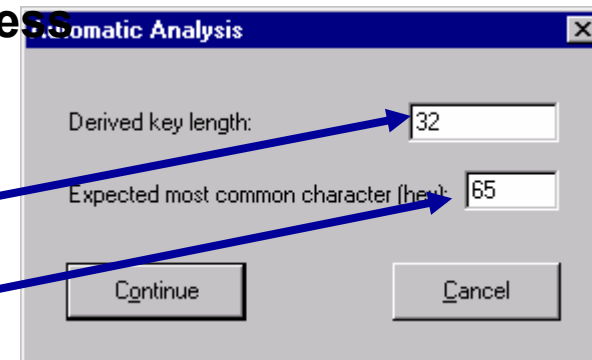 ess
Automatic Analysis
Derived key length: 32
Expected most common character (hex): 65
Continue Cancel